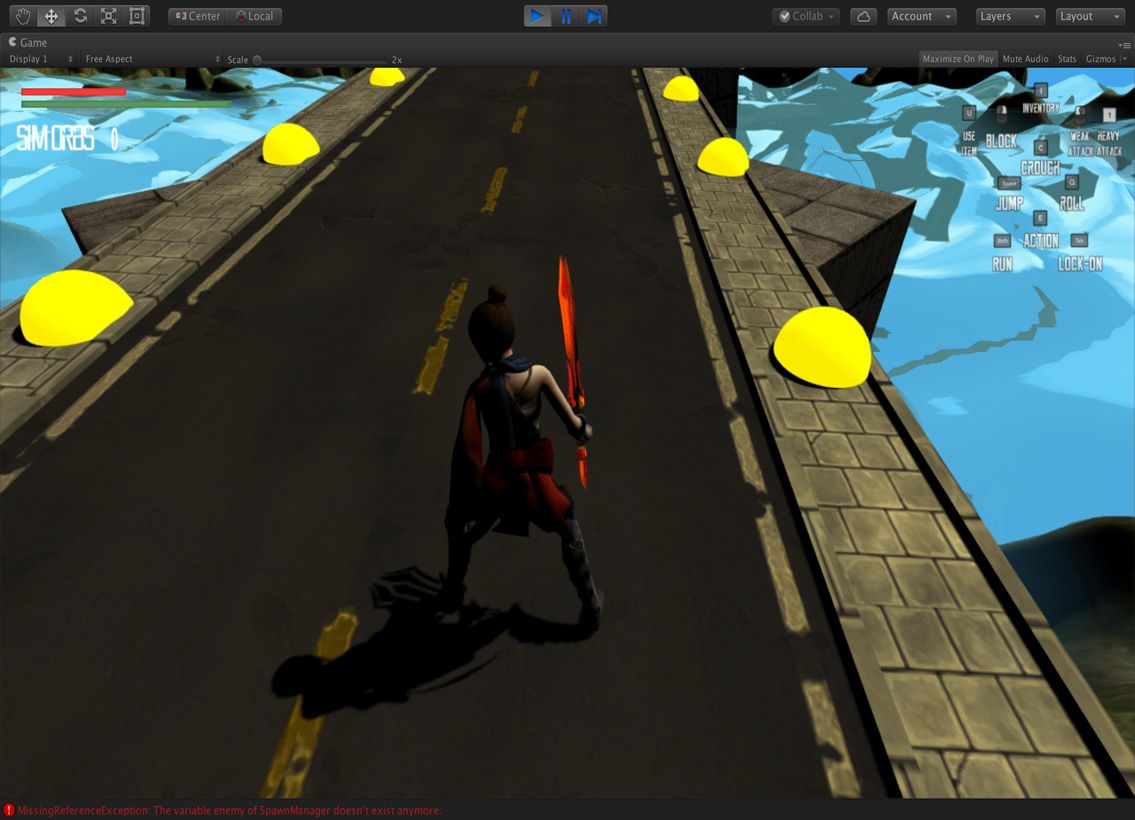 Center Local
Collab Account Layers Layout
Game
Display 1 Free Aspect Scale 2x
Maximize On Play Mute Audio Stats Gizmos
SIM ORBS 0
I
INVENTORY
U
1
USE ITEM
BLOCK
WEAK ATTACK
HEAVY ATTACK
C
CROUCH
Space
Q
JUMP
ROLL
E
ACTION
Shift
Tab
RUN
LOCK-ON
MissingReferenceException: The variable enemy of SpawnManager doesn't exist anymore.